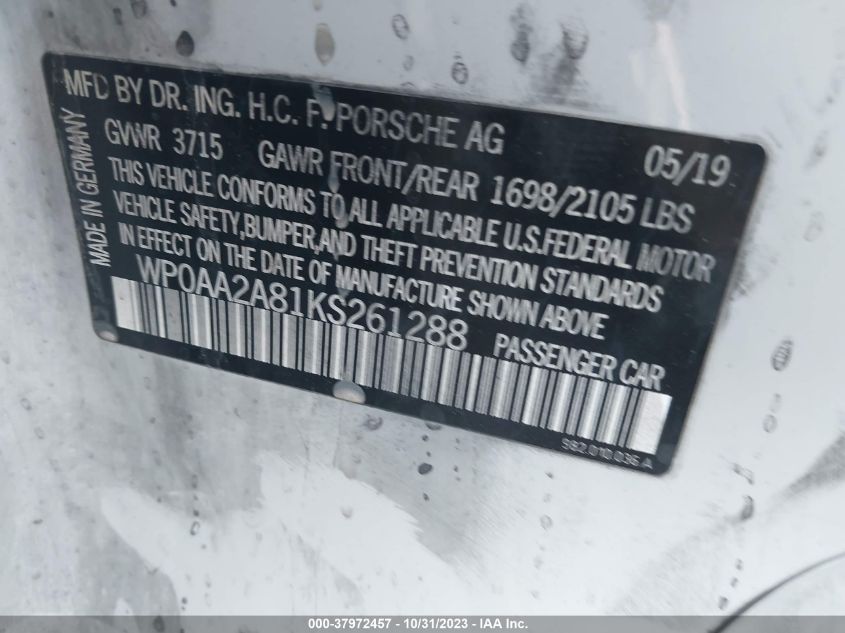 MFD BY DR. ING. H.C. F. PORSCHE AG 05/19
GVWR 3715 GAWR FRONT/REAR 1698/2105 LBS
THIS VEHICLE CONFORMS TO ALL APPLICABLE U.S.FEDERAL MOTOR
VEHICLE SAFETY,BUMPER,AND THEFT PREVENTION STANDARDS
IN EFFECT ON THE DATE OF MANUFACTURE SHOWN ABOVE
WP0AA2A81KS261288 PASSENGER CAR
MADE IN GERMANY
982.010.036.A
000-37972457 - 10/31/2023 - IAA Inc.